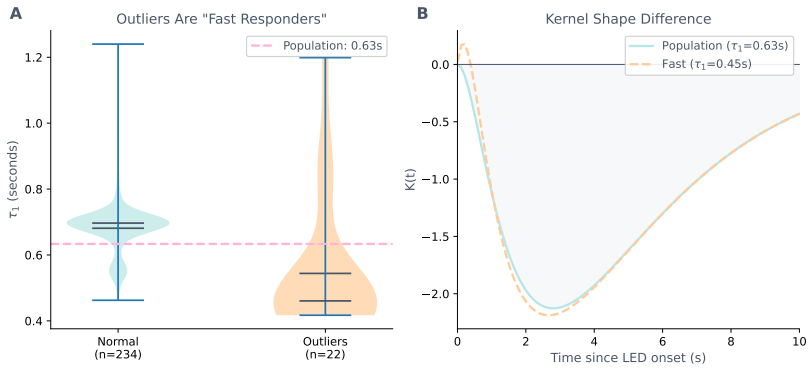 A
Outliers Are "Fast Responders"
Population: 0.63s
τ1 (seconds)
1.2
1.0
0.8
0.6
0.4
Normal
(n=234)
Outliers
(n=22)
B
Kernel Shape Difference
Population (τ1=0.63s)
Fast (τ1=0.45s)
K(t)
0.0
−0.5
−1.0
−1.5
−2.0
0 2 4 6 8 10
Time since LED onset (s)